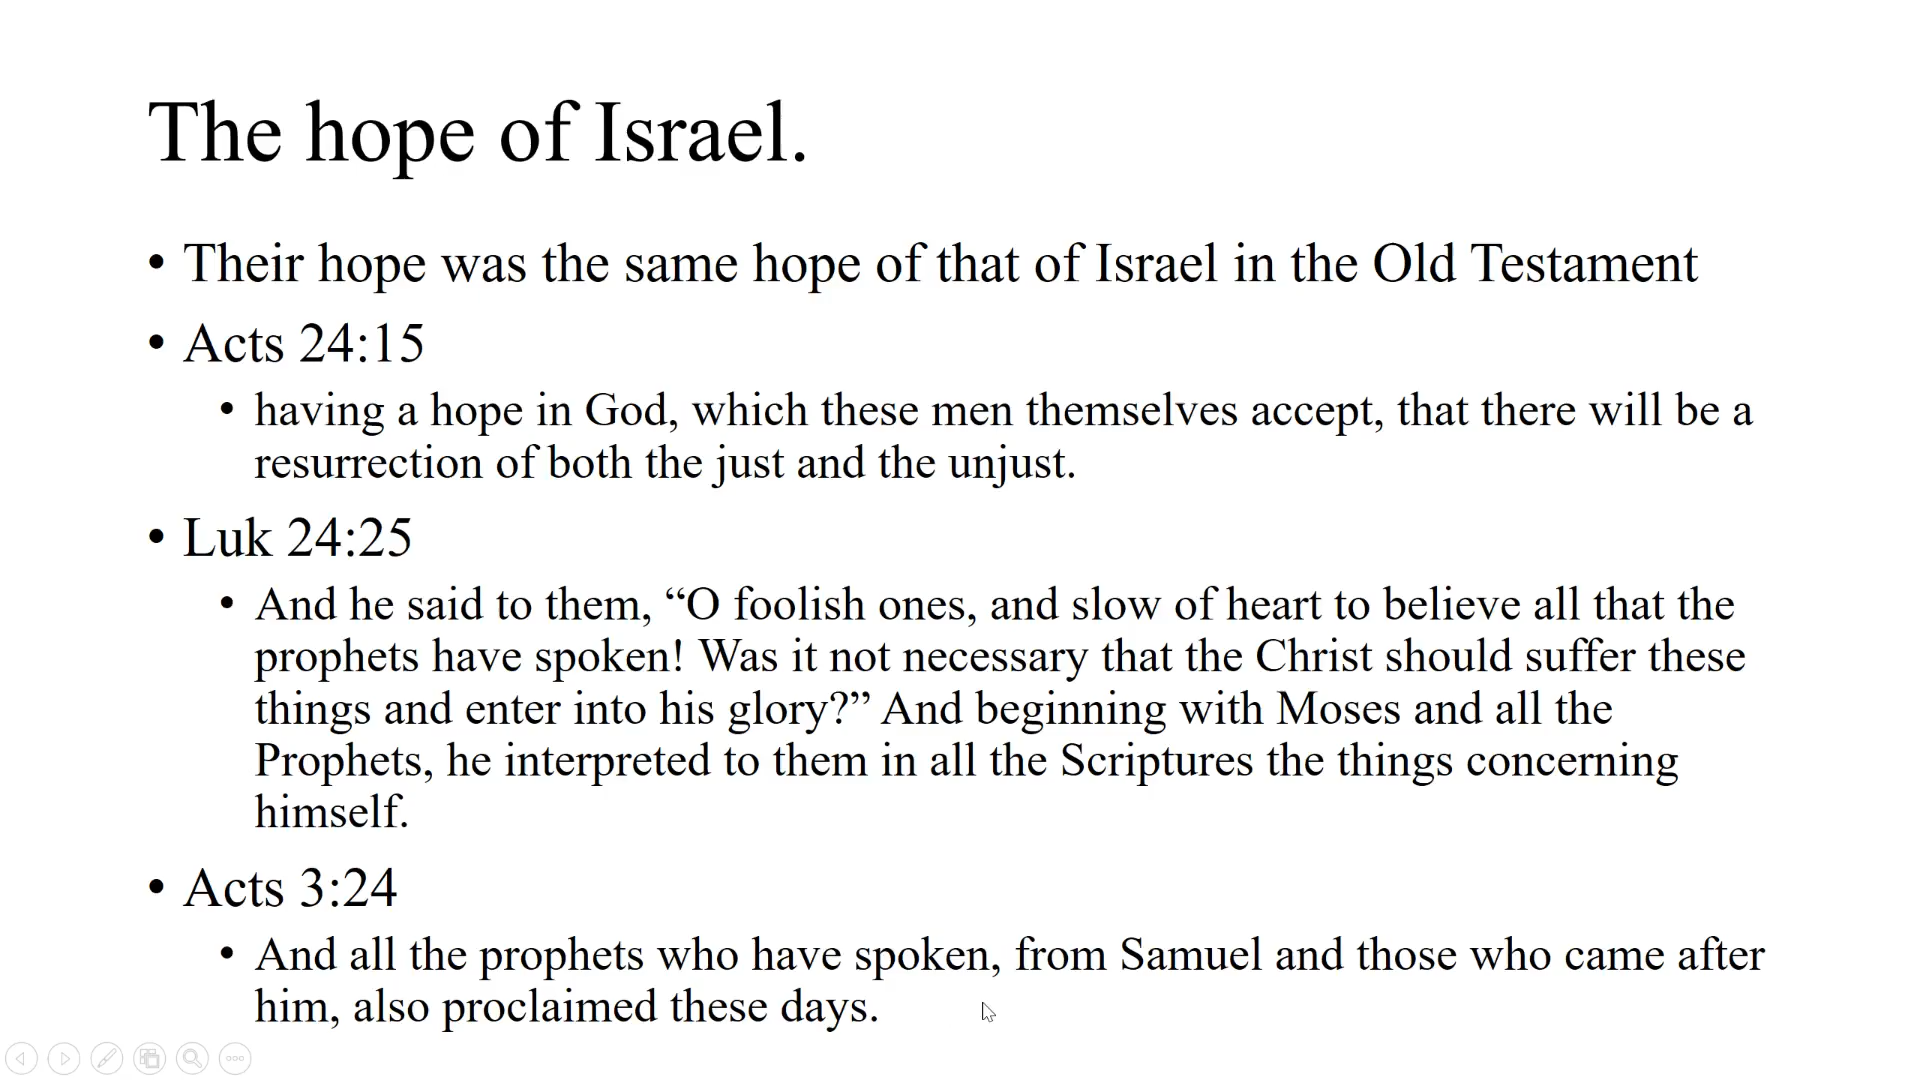 The hope of Israel.
• Their hope was the same hope of that of Israel in the Old Testament
• Acts 24:15
• having a hope in God, which these men themselves accept, that there will be a
resurrection of both the just and the unjust.
• Luk 24:25
• And he said to them, “O foolish ones, and slow of heart to believe all that the
prophets have spoken! Was it not necessary that the Christ should suffer these
things and enter into his glory?” And beginning with Moses and all the
Prophets, he interpreted to them in all the Scriptures the things concerning
himself.
• Acts 3:24
• And all the prophets who have spoken, from Samuel and those who came after
him, also proclaimed these days.